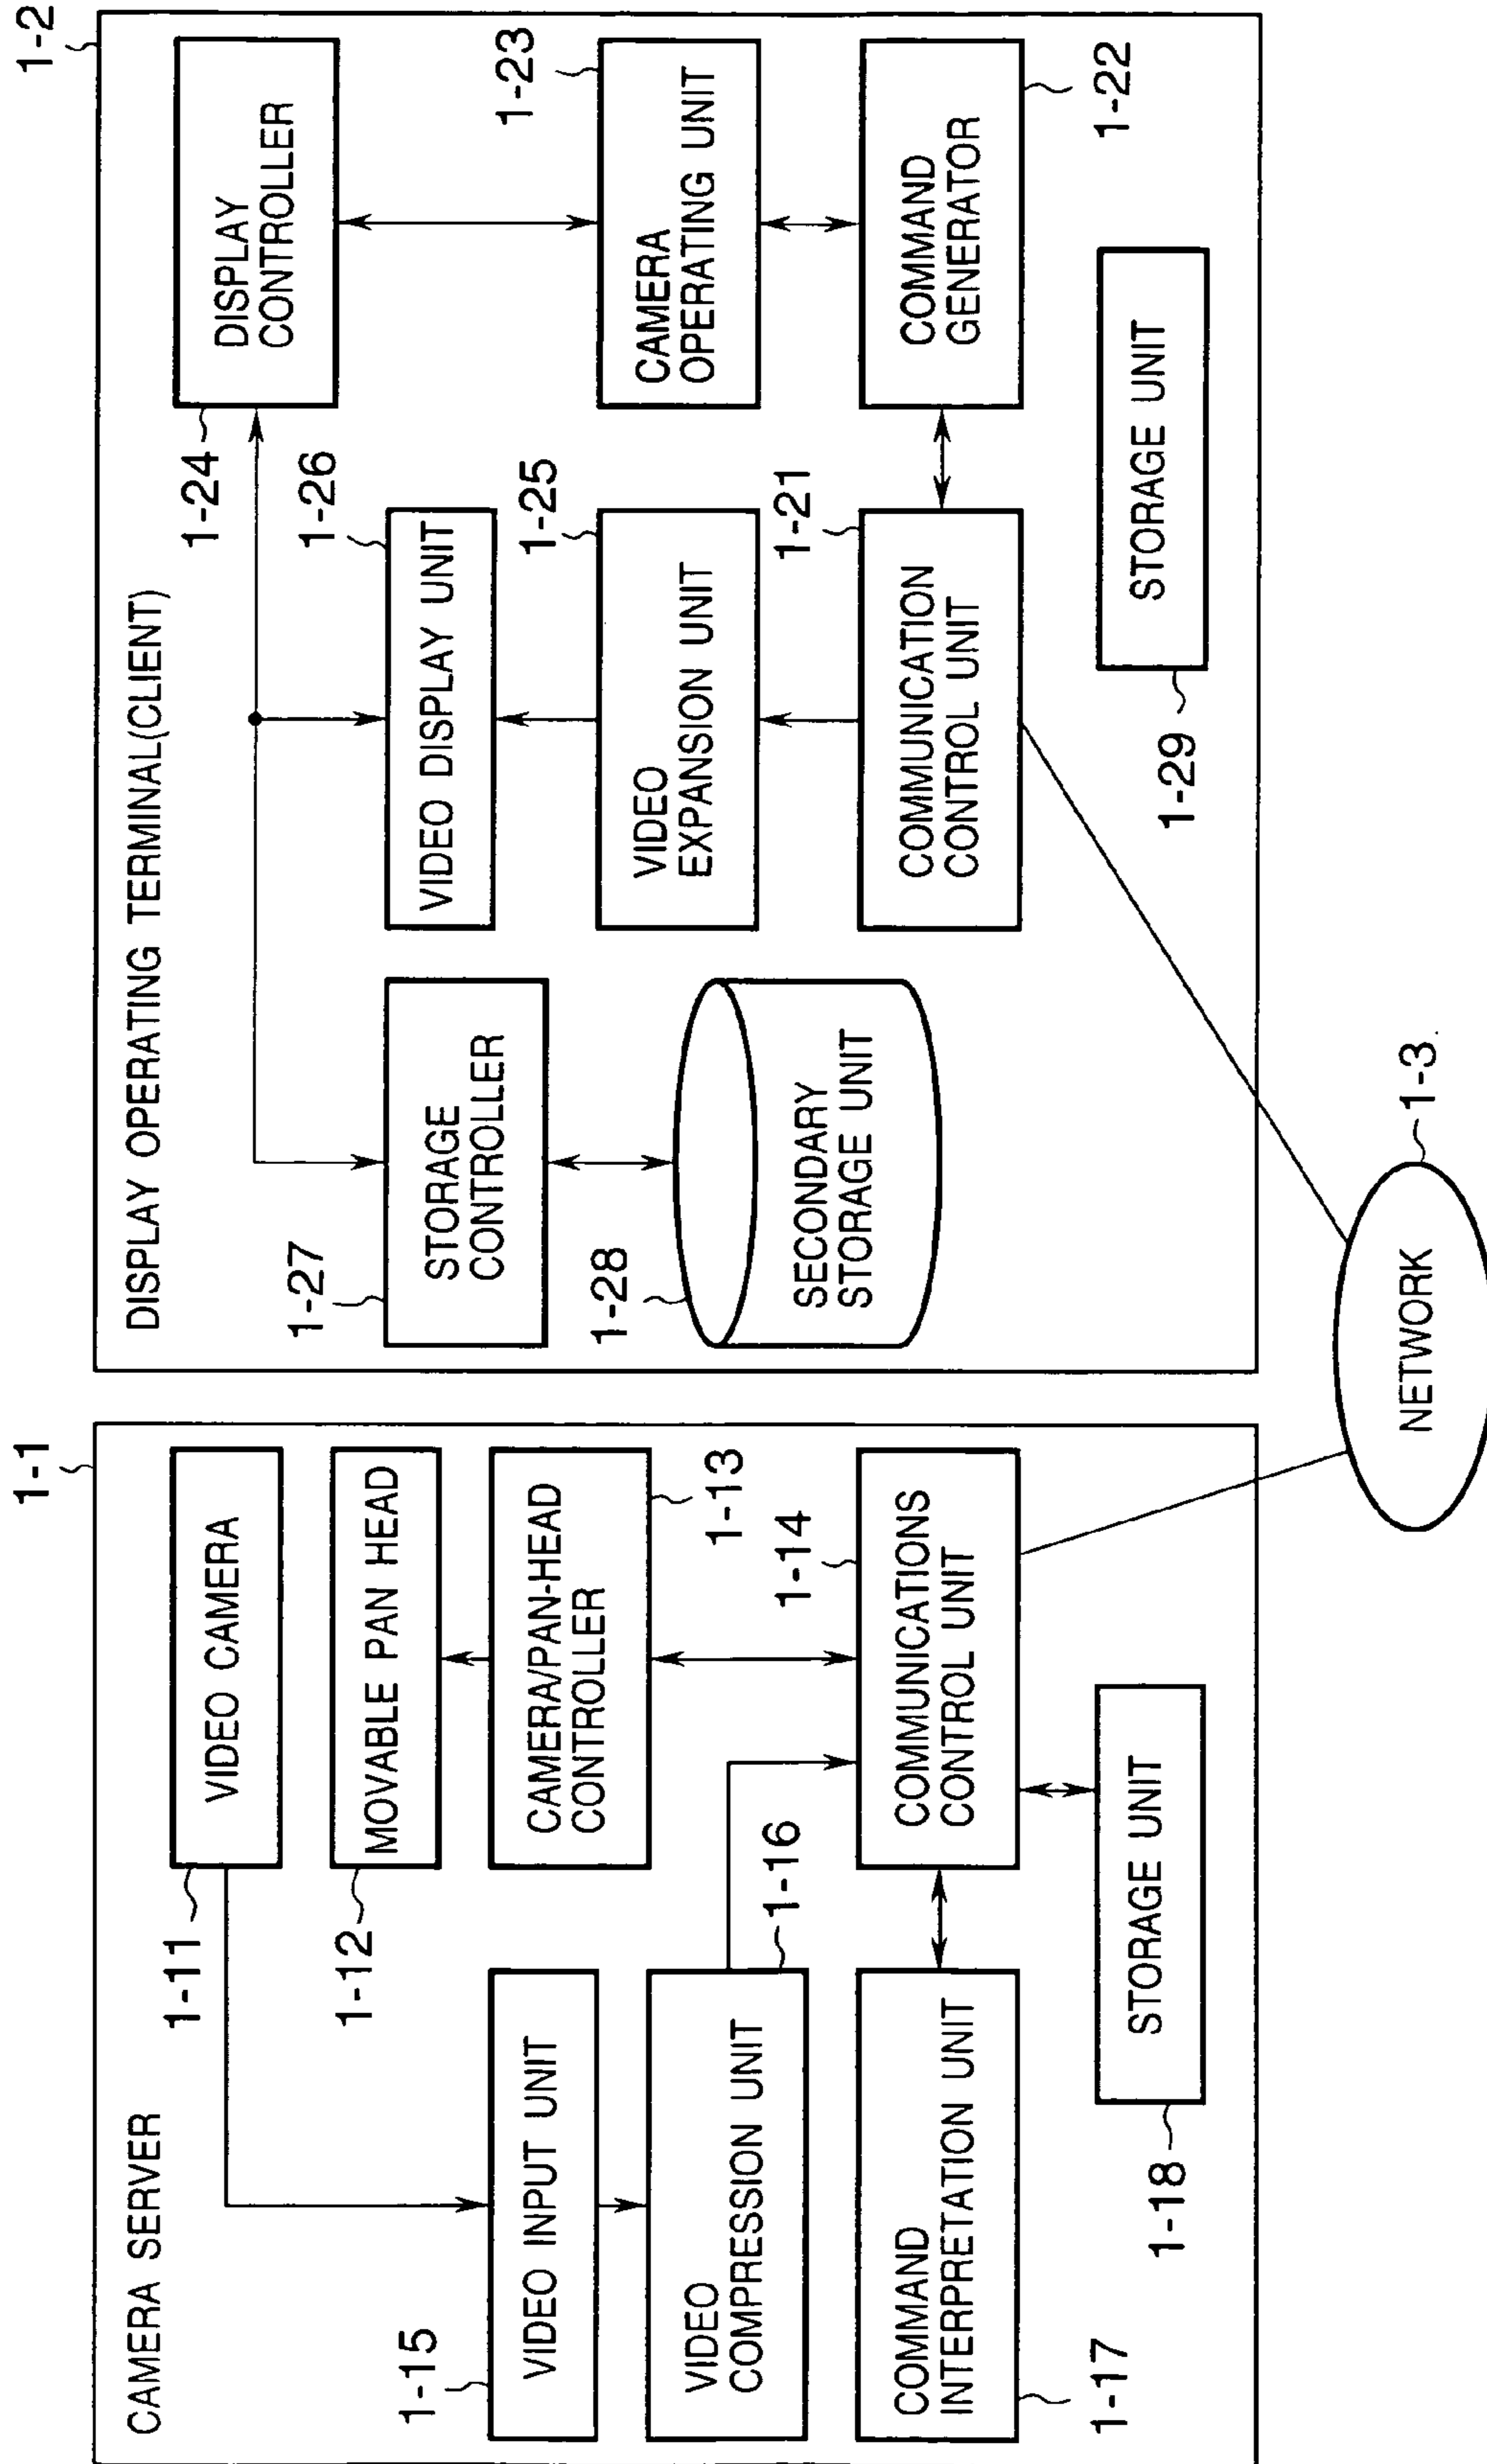 CAMERA SERVER
1-1
VIDEO CAMERA
1-11
MOVABLE PAN HEAD
1-12
VIDEO INPUT UNIT
1-15
CAMERA/PAN-HEAD
CONTROLLER
1-13
VIDEO
COMPRESSION UNIT
1-16
1-14
COMMAND
INTERPRETATION UNIT
1-17
COMMUNICATIONS
CONTROL UNIT
STORAGE UNIT
1-18
DISPLAY OPERATING TERMINAL(CLIENT)
1-2
DISPLAY
CONTROLLER
1-24
1-27
STORAGE
CONTROLLER
VIDEO DISPLAY UNIT
1-26
1-23
1-28
SECONDARY
STORAGE UNIT
VIDEO
EXPANSION UNIT
1-25
CAMERA
OPERATING UNIT
COMMUNICATION
CONTROL UNIT
1-21
COMMAND
GENERATOR
1-22
STORAGE UNIT
1-29
NETWORK
1-3